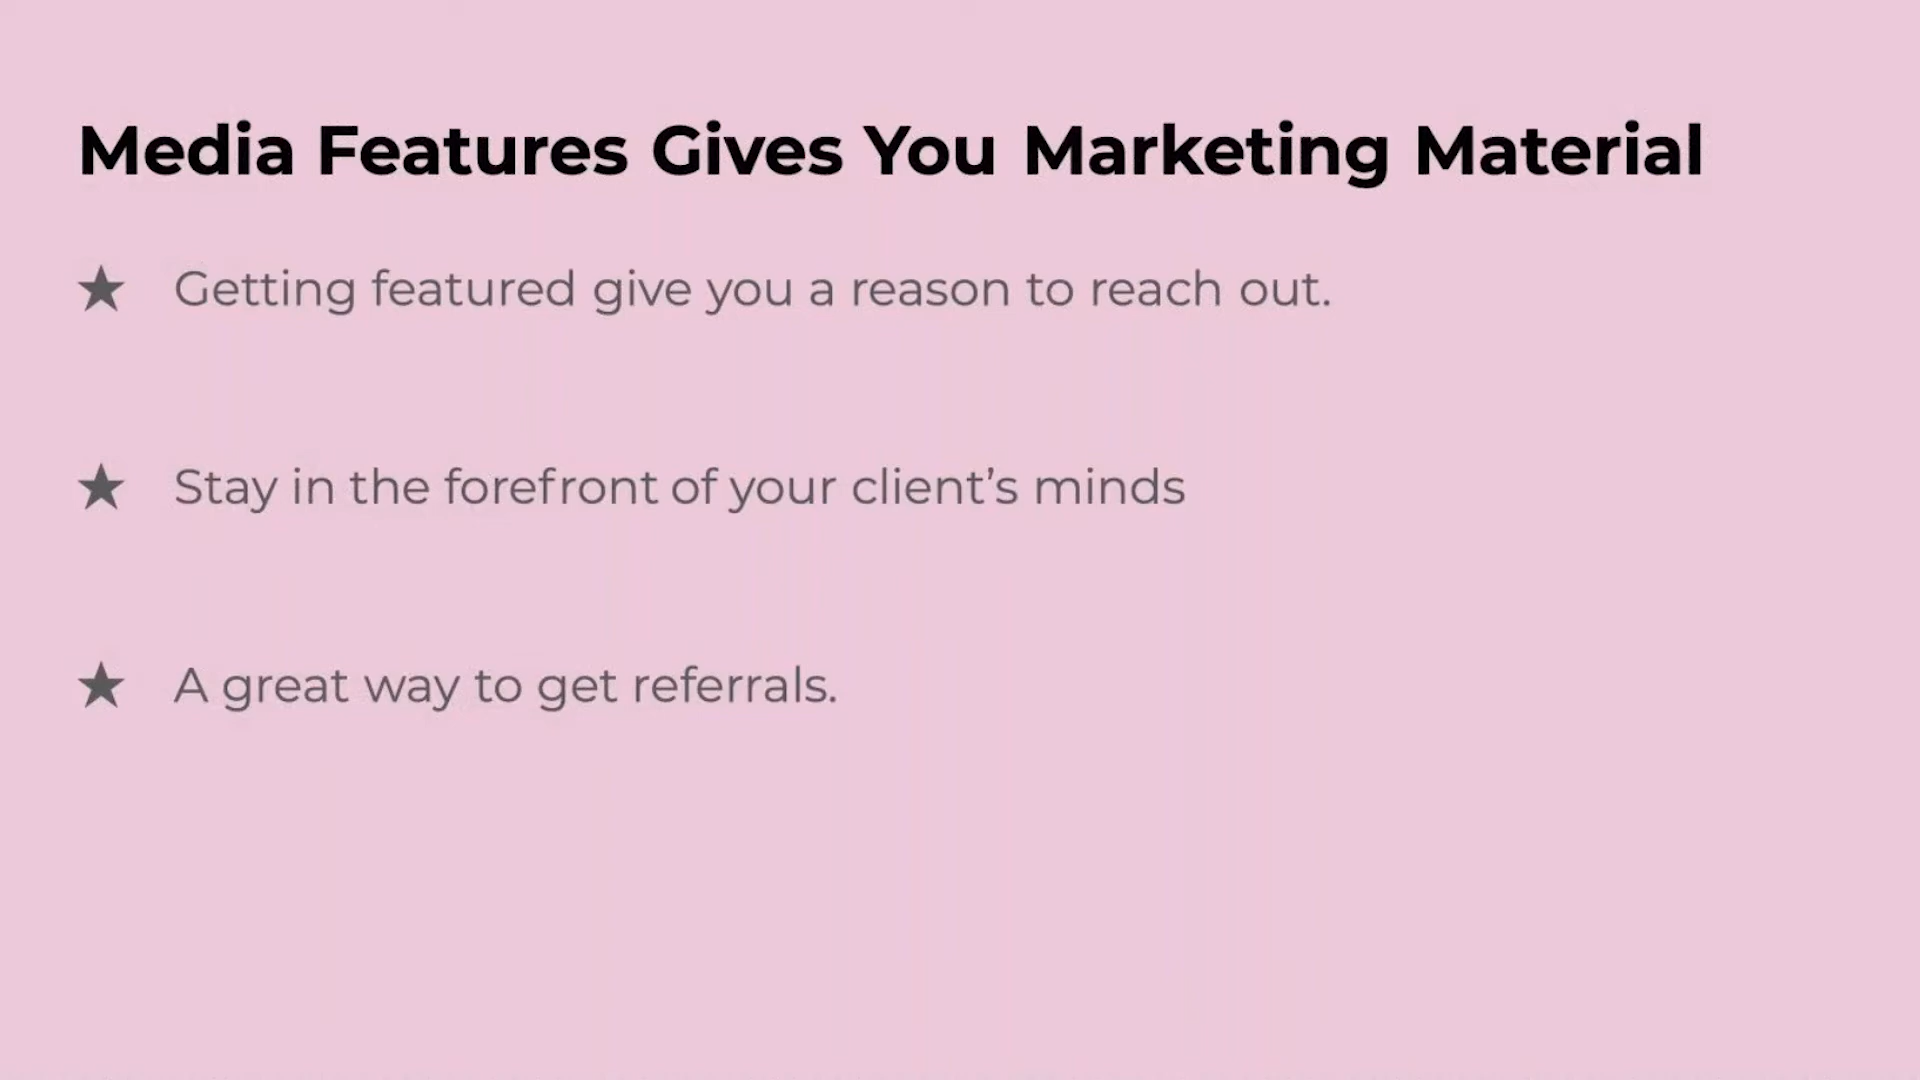 Media Features Gives You Marketing Material
★ Getting featured give you a reason to reach out.
★ Stay in the forefront of your client’s minds
★ A great way to get referrals.